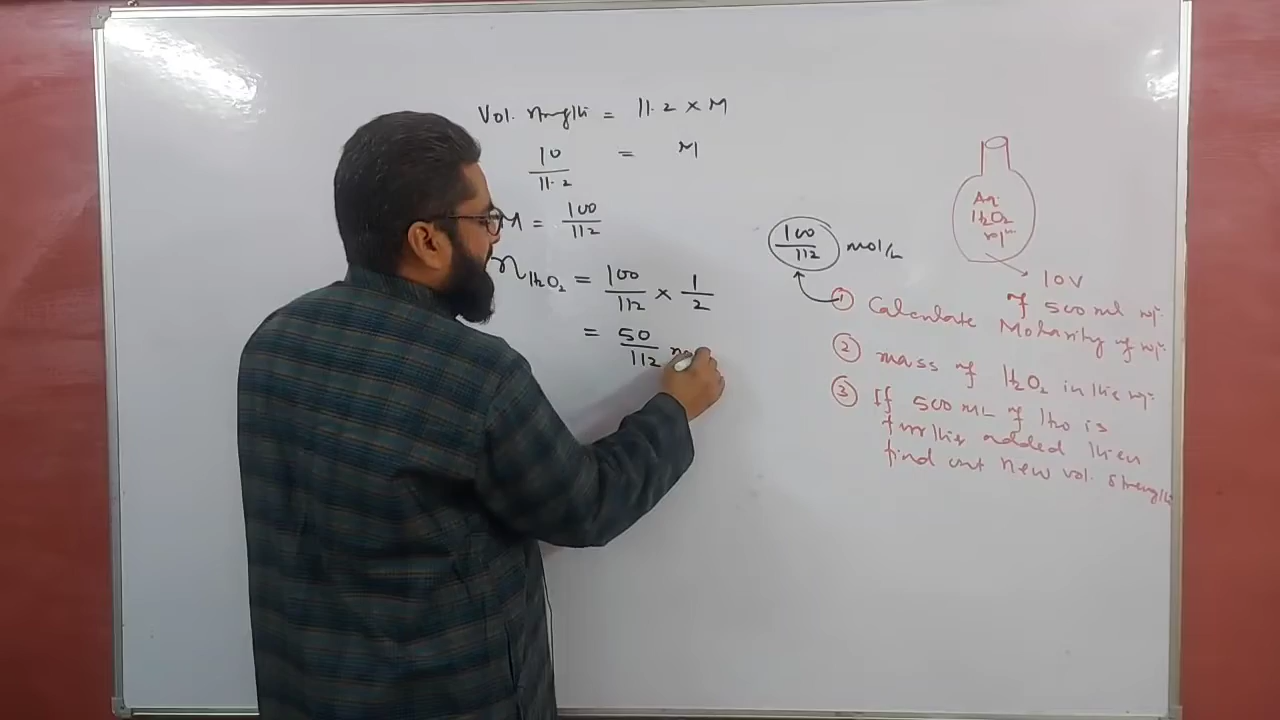 Vol. strength = 11.2 × M
10/11.2 = M
M = 100/112
n H2O2 = 100/112 × 1/2
= 50/112
100/112 mol/L
Aq. H2O2 solⁿ
10V
of 500 ml solⁿ.
① Calculate Molarity of solⁿ.
② mass of H2O2 in the solⁿ.
③ If 500 mL of H2O is
further added then
find out new vol. strength